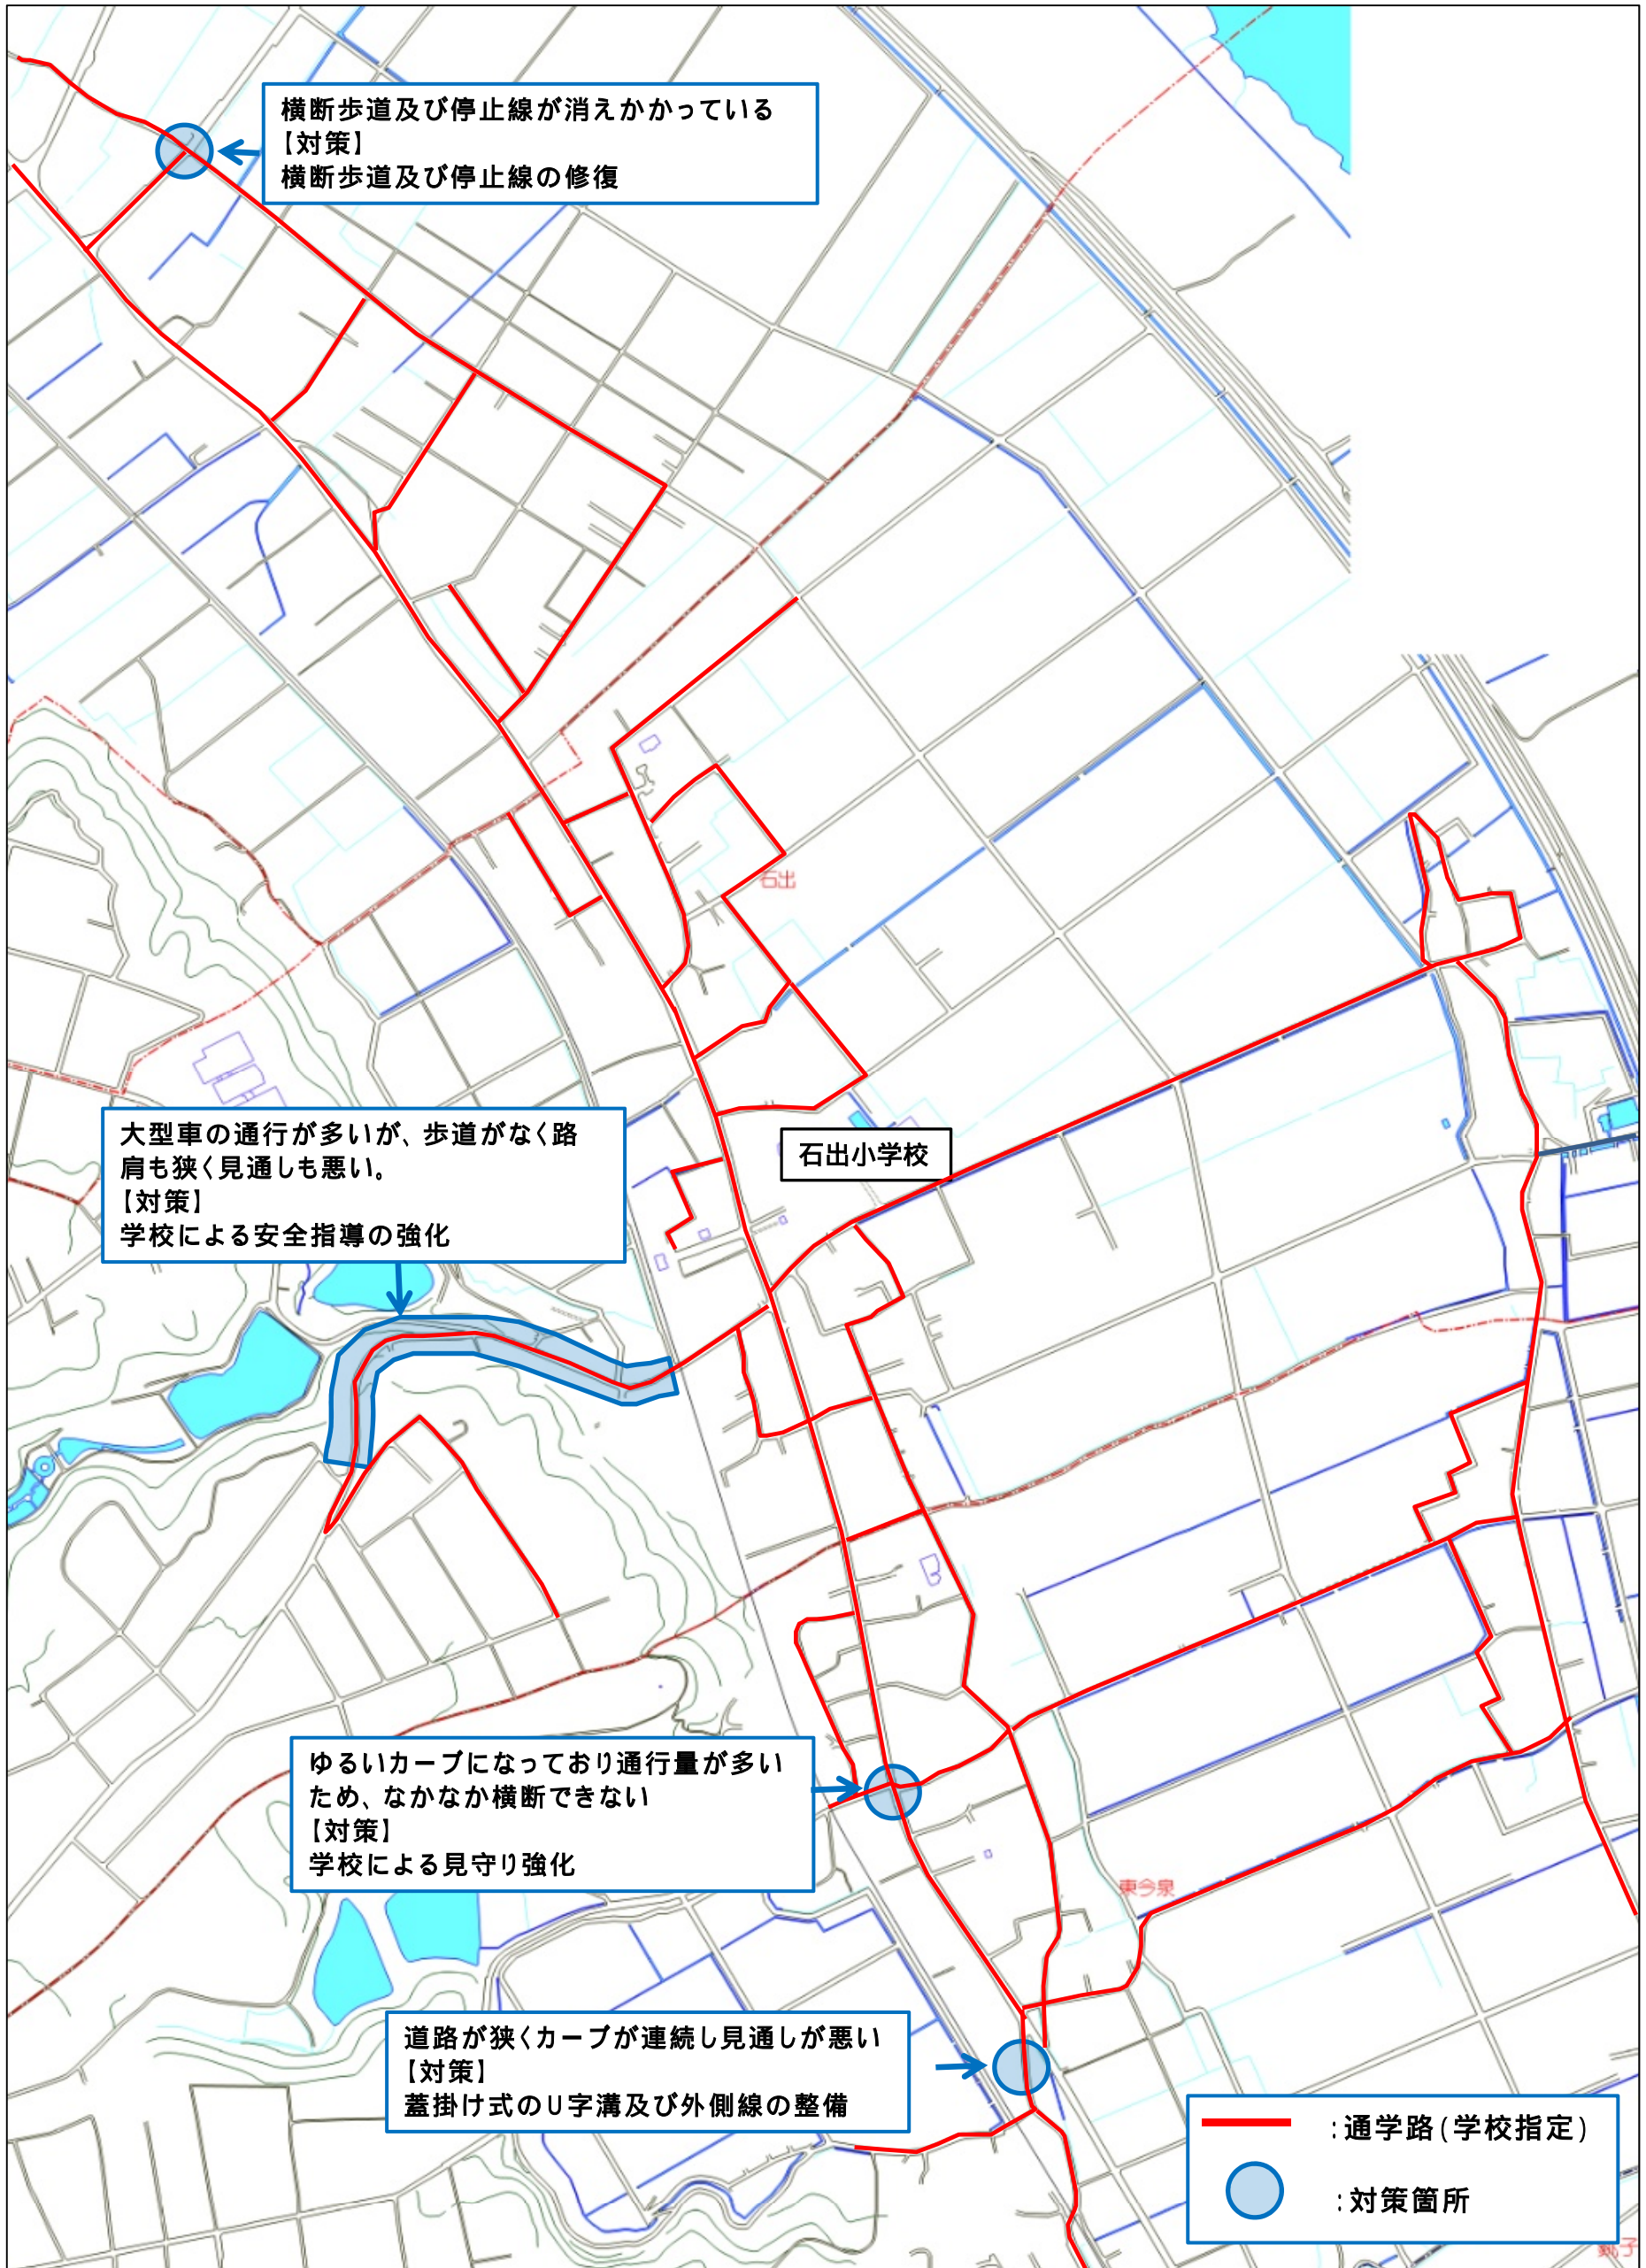 横断歩道及び停止線が消えかかっている
【対策】
横断歩道及び停止線の修復
石出
大型車の通行が多いが、歩道がなく路
肩も狭く見通しも悪い。
【対策】
学校による安全指導の強化
石出小学校
ゆるいカーブになっており通行量が多い
ため、なかなか横断できない
【対策】
学校による見守り強化
東今泉
道路が狭くカーブが連続し見通しが悪い
【対策】
蓋掛け式のU字溝及び外側線の整備
:通学路(学校指定)
:対策箇所